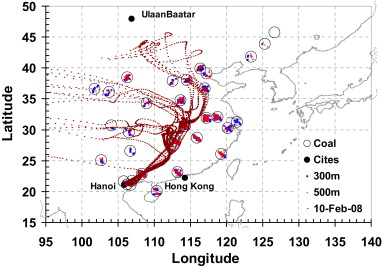 50
45
40
35
30
25
20
15
Latitude
UlaanBaatar
Hanoi
Hong Kong
Coal
Cites
300m
500m
10-Feb-08
95 100 105 110 115 120 125 130 135 140
Longitude